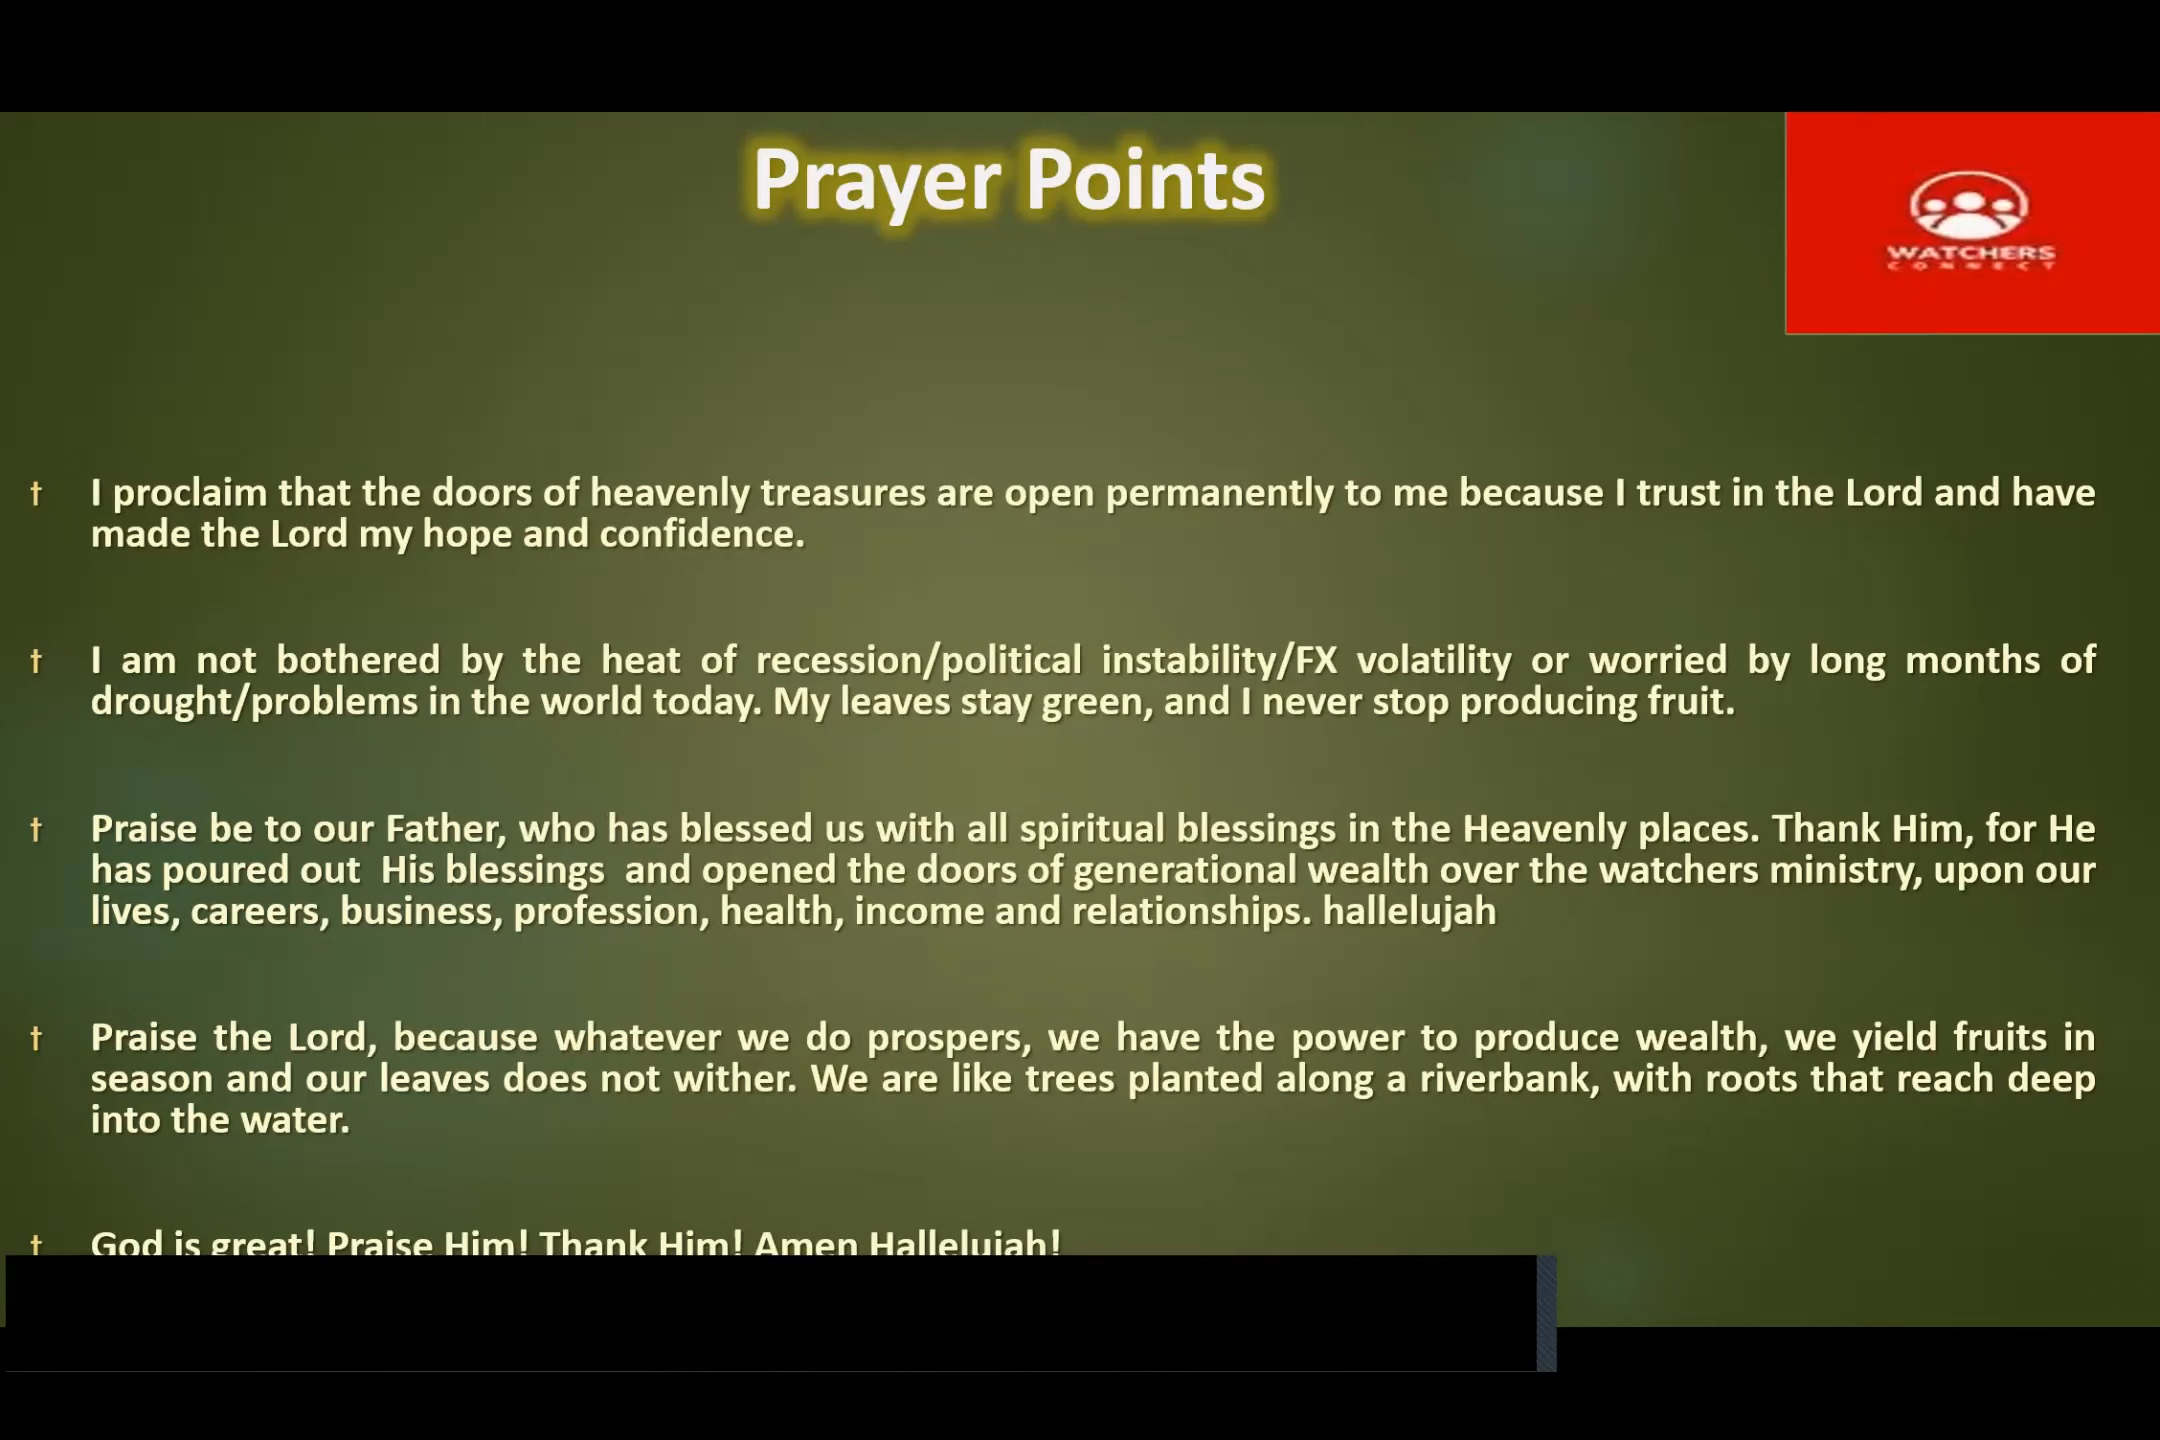 Prayer Points
WATCHERS
CONNECT
† I proclaim that the doors of heavenly treasures are open permanently to me because I trust in the Lord and have
made the Lord my hope and confidence.
† I am not bothered by the heat of recession/political instability/FX volatility or worried by long months of
drought/problems in the world today. My leaves stay green, and I never stop producing fruit.
† Praise be to our Father, who has blessed us with all spiritual blessings in the Heavenly places. Thank Him, for He
has poured out  His blessings  and opened the doors of generational wealth over the watchers ministry, upon our
lives, careers, business, profession, health, income and relationships. hallelujah
† Praise the Lord, because whatever we do prospers, we have the power to produce wealth, we yield fruits in
season and our leaves does not wither. We are like trees planted along a riverbank, with roots that reach deep
into the water.
† God is great! Praise Him! Thank Him! Amen Hallelujah!